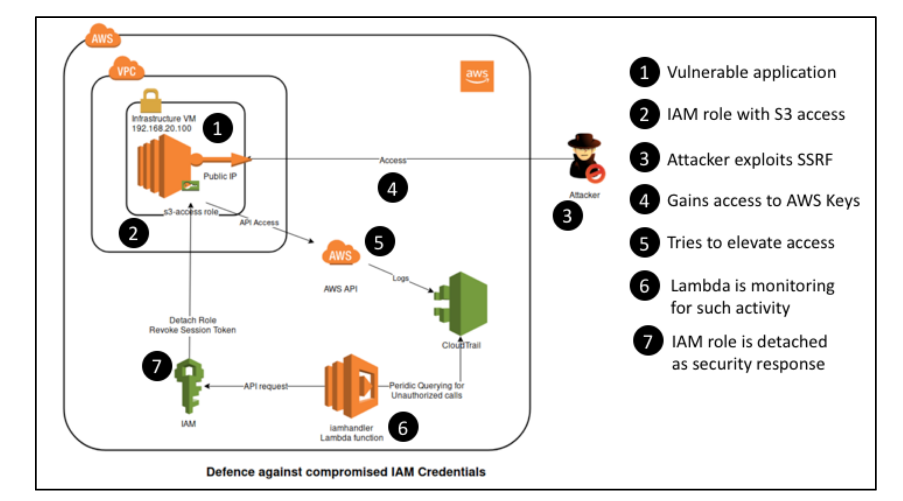 AWS
VPC
aws
Infrastructure VM
192.168.20.100
1
Public IP
s3-access role
2
Access
4
Attacker
3
API Access
5
AWS
AWS API
Logs
CloudTrail
Detach Role
Revoke Session Token
7
IAM
API request
iamhandler
Lambda function
6
Peridic Querying for
Unauthorized calls
Defence against compromised IAM Credentials
1 Vulnerable application
2 IAM role with S3 access
3 Attacker exploits SSRF
4 Gains access to AWS Keys
5 Tries to elevate access
6 Lambda is monitoring
for such activity
7 IAM role is detached
as security response